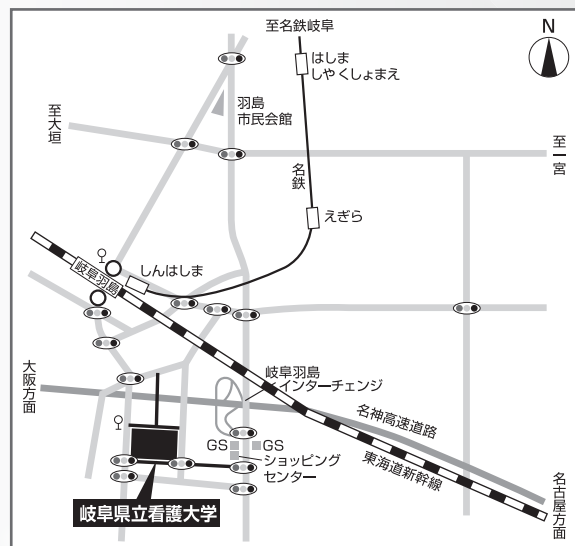 至名鉄岐阜
N
はしま
しやくしょまえ
羽島
市民会館
至大垣
至一宮
名鉄
えぎら
しんはしま
岐阜羽島
大阪方面
岐阜羽島
インターチェンジ
名神高速道路
GS
GS
ショッピング
センター
東海道新幹線
名古屋方面
岐阜県立看護大学